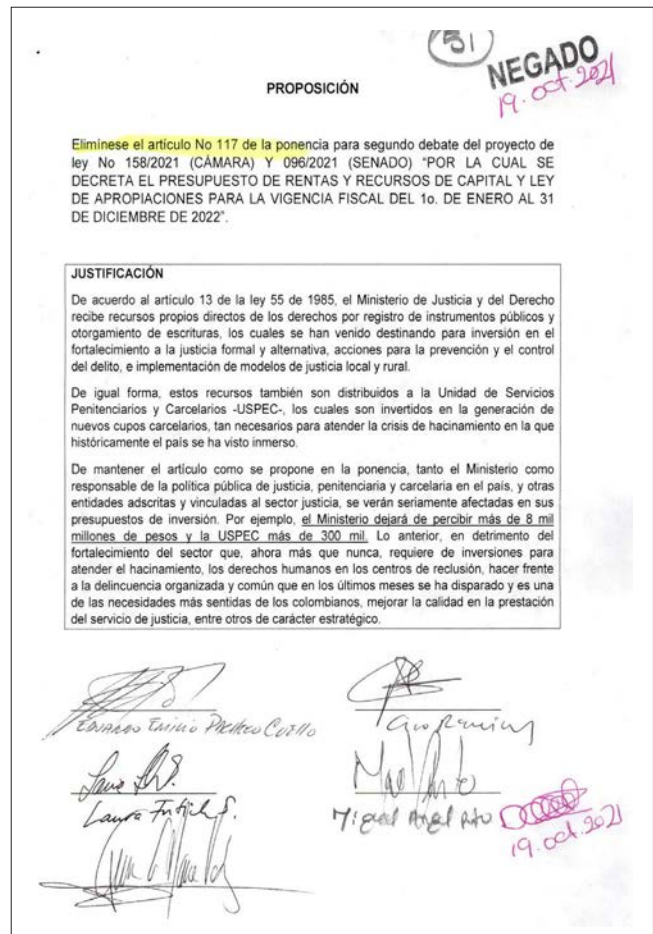 51
NEGADO
19. oct. 2021
PROPOSICIÓN
Elimínese el artículo No 117 de la ponencia para segundo debate del proyecto de
ley No 158/2021 (CÁMARA) Y 096/2021 (SENADO) “POR LA CUAL SE
DECRETA EL PRESUPUESTO DE RENTAS Y RECURSOS DE CAPITAL Y LEY
DE APROPIACIONES PARA LA VIGENCIA FISCAL DEL 1o. DE ENERO AL 31
DE DICIEMBRE DE 2022”.
JUSTIFICACIÓN
De acuerdo al artículo 13 de la ley 55 de 1985, el Ministerio de Justicia y del Derecho
recibe recursos propios directos de los derechos por registro de instrumentos públicos y
otorgamiento de escrituras, los cuales se han venido destinando para inversión en el
fortalecimiento a la justicia formal y alternativa, acciones para la prevención y el control
del delito, e implementación de modelos de justicia local y rural.
De igual forma, estos recursos también son distribuidos a la Unidad de Servicios
Penitenciarios y Carcelarios -USPEC-, los cuales son invertidos en la generación de
nuevos cupos carcelarios, tan necesarios para atender la crisis de hacinamiento en la que
históricamente el país se ha visto inmerso.
De mantener el artículo como se propone en la ponencia, tanto el Ministerio como
responsable de la política pública de justicia, penitenciaria y carcelaria en el país, y otras
entidades adscritas y vinculadas al sector justicia, se verán seriamente afectadas en sus
presupuestos de inversión. Por ejemplo, el Ministerio dejará de percibir más de 8 mil
millones de pesos y la USPEC más de 300 mil. Lo anterior, en detrimento del
fortalecimiento del sector que, ahora más que nunca, requiere de inversiones para
atender el hacinamiento, los derechos humanos en los centros de reclusión, hacer frente
a la delincuencia organizada y común que en los últimos meses se ha disparado y es una
de las necesidades más sentidas de los colombianos, mejorar la calidad en la prestación
del servicio de justicia, entre otros de carácter estratégico.
EDUARDO EMILIO PACHECO CUELLO
Laura
Miguel Angel Pinto
19. oct. 2021